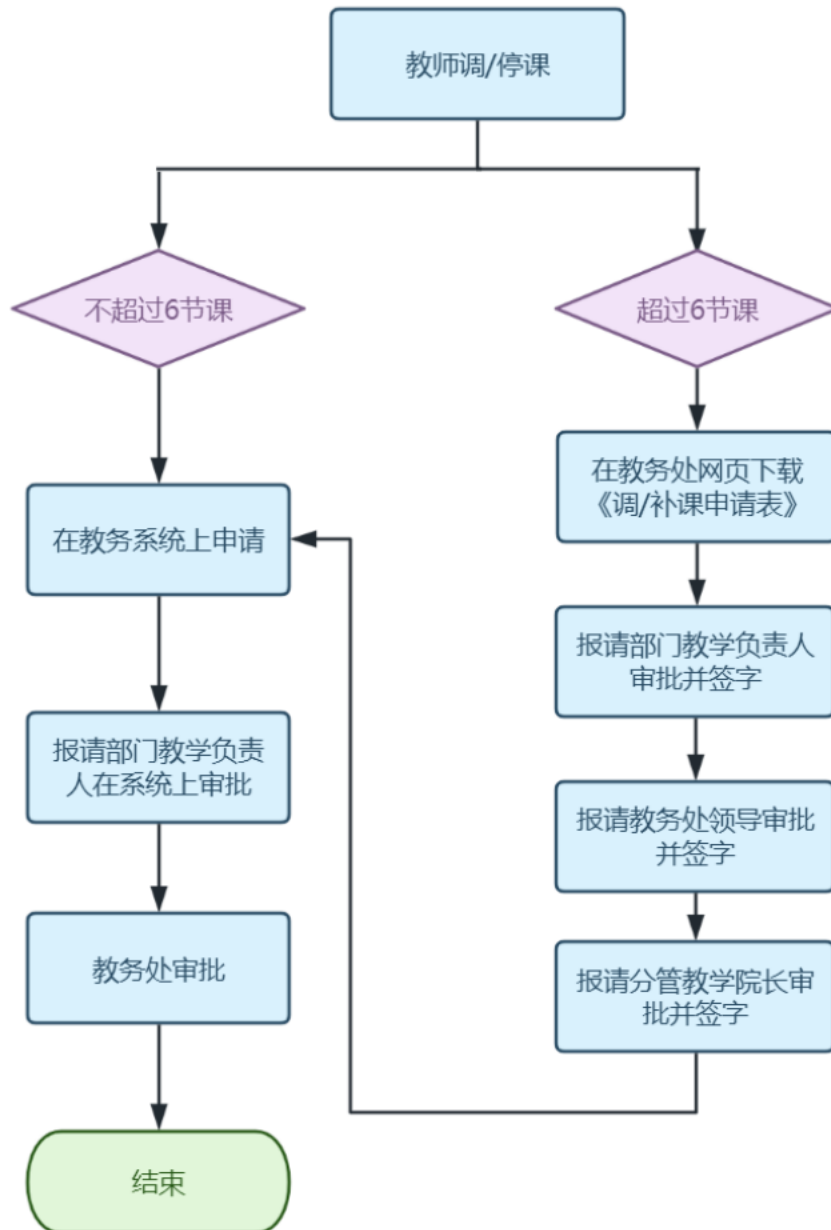 教师调/停课
不超过6节课
超过6节课
在教务处网页下载
《调/补课申请表》
在教务系统上申请
报请部门教学负责人
审批并签字
报请部门教学负责
人在系统上审批
报请教务处领导审批
并签字
教务处审批
报请分管教学院长审
批并签字
结束